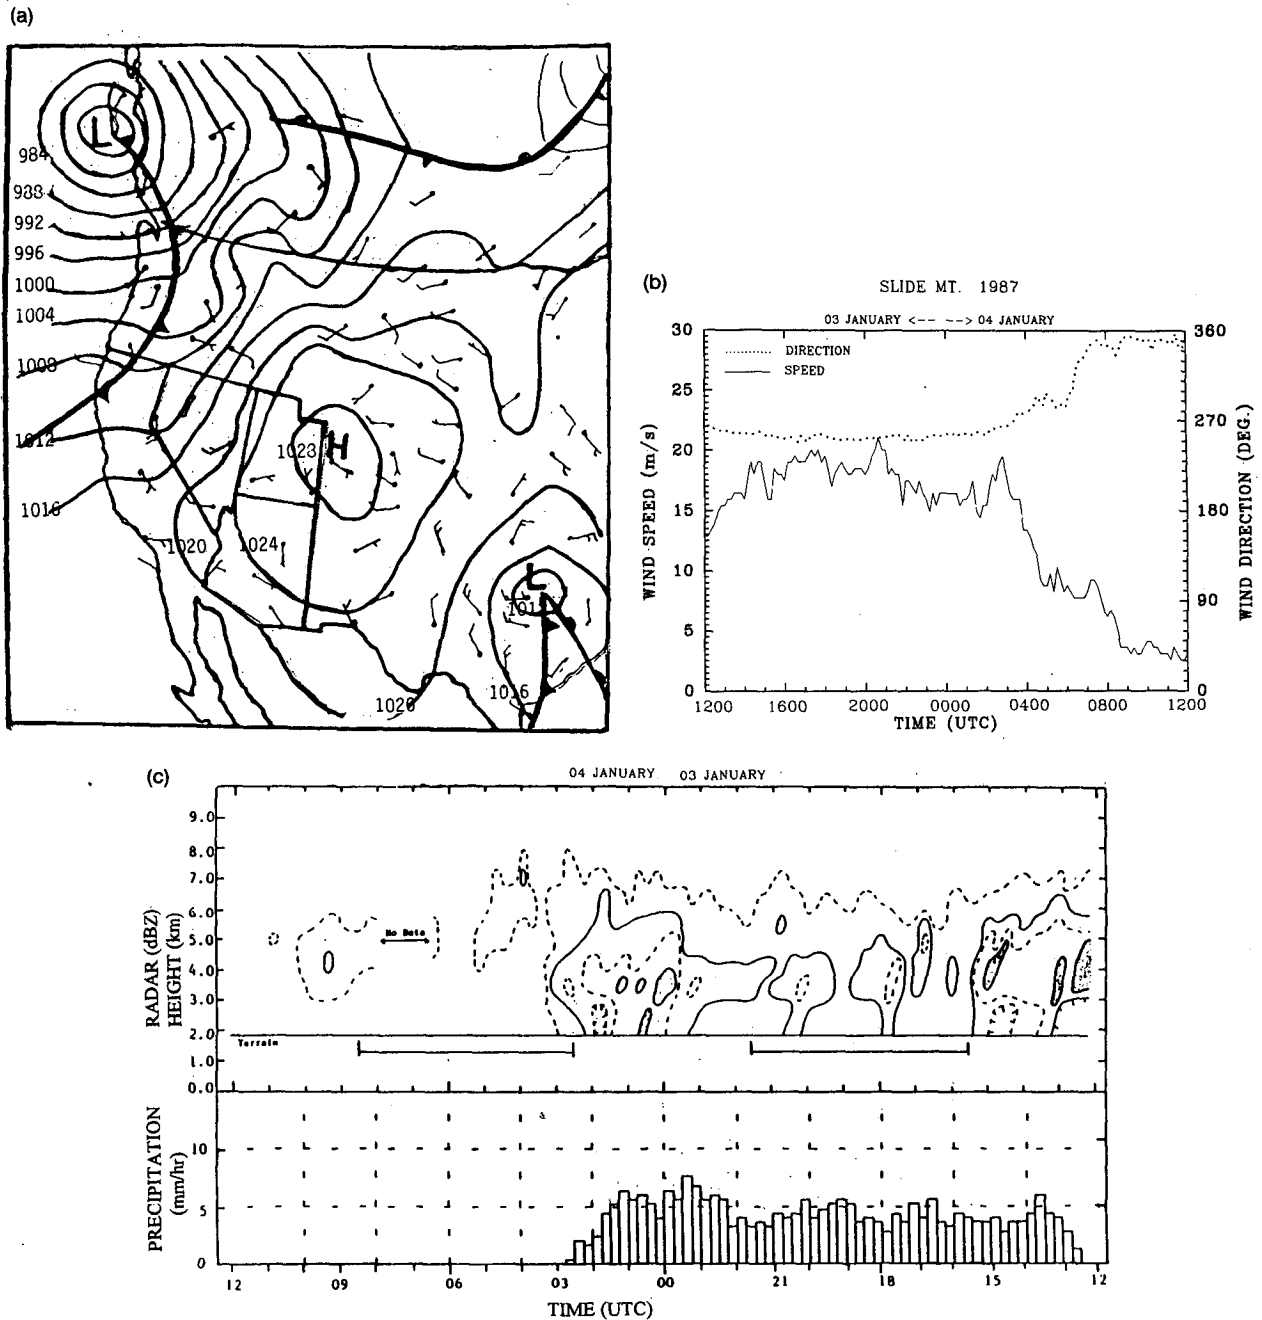 (a)
L
984
988
992
996
1000
1004
1008
1012
1016
1023 H
1020
1024
L
1016
1020
(b)
SLIDE MT. 1987
03 JANUARY <-- --> 04 JANUARY
30
25
20
15
10
5
0
WIND SPEED (m/s)
DIRECTION
SPEED
360
270
180
90
0
WIND DIRECTION (DEG.)
1200 1600 2000 0000 0400 0800 1200
TIME (UTC)
(c)
04 JANUARY 03 JANUARY
RADAR (dBZ)
HEIGHT (km)
9.0
8.0
7.0
6.0
5.0
4.0
3.0
2.0
1.0
0.0
No Data
Terrain
PRECIPITATION
(mm/hr)
10
5
0
12 09 06 03 00 21 18 15 12
TIME (UTC)